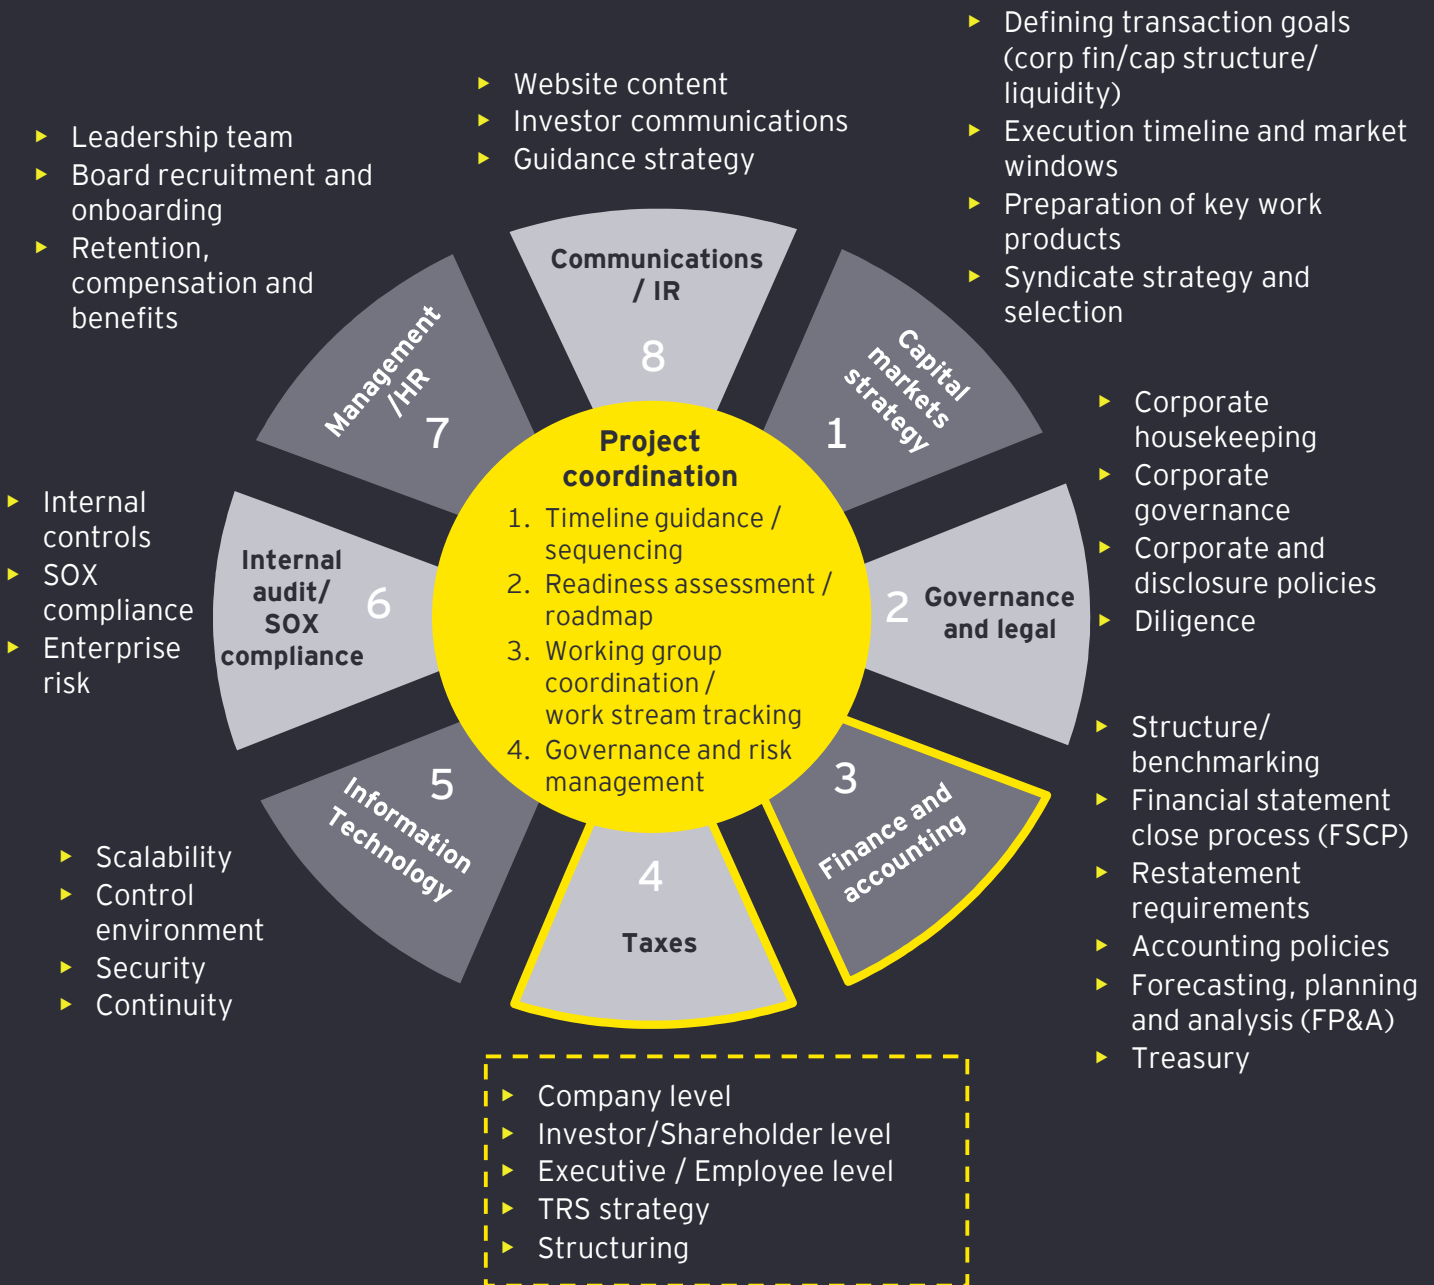 ▸ Defining transaction goals
(corp fin/cap structure/
liquidity)
▸ Execution timeline and market
windows
▸ Preparation of key work
products
▸ Syndicate strategy and
selection
▸ Website content
▸ Investor communications
▸ Guidance strategy
▸ Leadership team
▸ Board recruitment and
onboarding
▸ Retention,
compensation and
benefits
Communications
/ IR
8
Capital
markets
strategy
1
Management
/HR
7
▸ Corporate
housekeeping
▸ Corporate
governance
▸ Corporate and
disclosure policies
▸ Diligence
Project
coordination
1. Timeline guidance /
sequencing
2. Readiness assessment /
roadmap
3. Working group
coordination /
work stream tracking
4. Governance and risk
management
▸ Internal
controls
▸ SOX
compliance
▸ Enterprise
risk
Internal
audit/
SOX
compliance
6
2
Governance
and legal
5
Information
Technology
3
Finance and
accounting
4
Taxes
▸ Structure/
benchmarking
▸ Financial statement
close process (FSCP)
▸ Restatement
requirements
▸ Accounting policies
▸ Forecasting, planning
and analysis (FP&A)
▸ Treasury
▸ Scalability
▸ Control
environment
▸ Security
▸ Continuity
▸ Company level
▸ Investor/Shareholder level
▸ Executive / Employee level
▸ TRS strategy
▸ Structuring